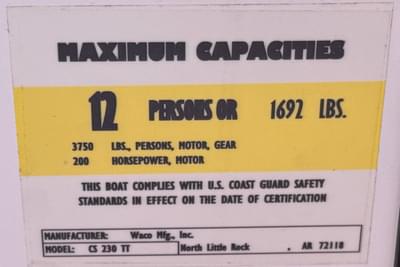 MAXIMUM CAPACITIES
12 PERSONS OR 1692 LBS.
3750 LBS., PERSONS, MOTOR, GEAR
200 HORSEPOWER, MOTOR
THIS BOAT COMPLIES WITH U.S. COAST GUARD SAFETY
STANDARDS IN EFFECT ON THE DATE OF CERTIFICATION
MANUFACTURER: Waco Mfg., Inc.
MODEL: CS 230 TT North Little Rock , AR 72118